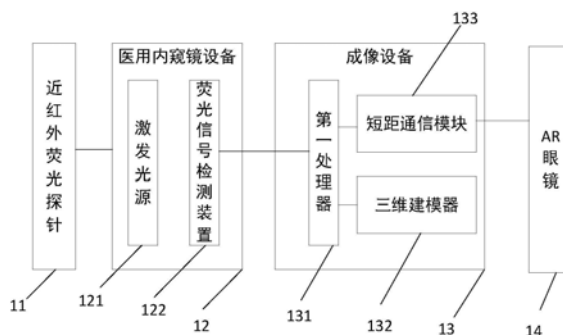 133
医用内窥镜设备
成像设备
近红外荧光探针
激发光源
荧光信号检测装置
第一处理器
短距通信模块
三维建模器
AR
眼镜
11
121
122
12
131
132
13
14